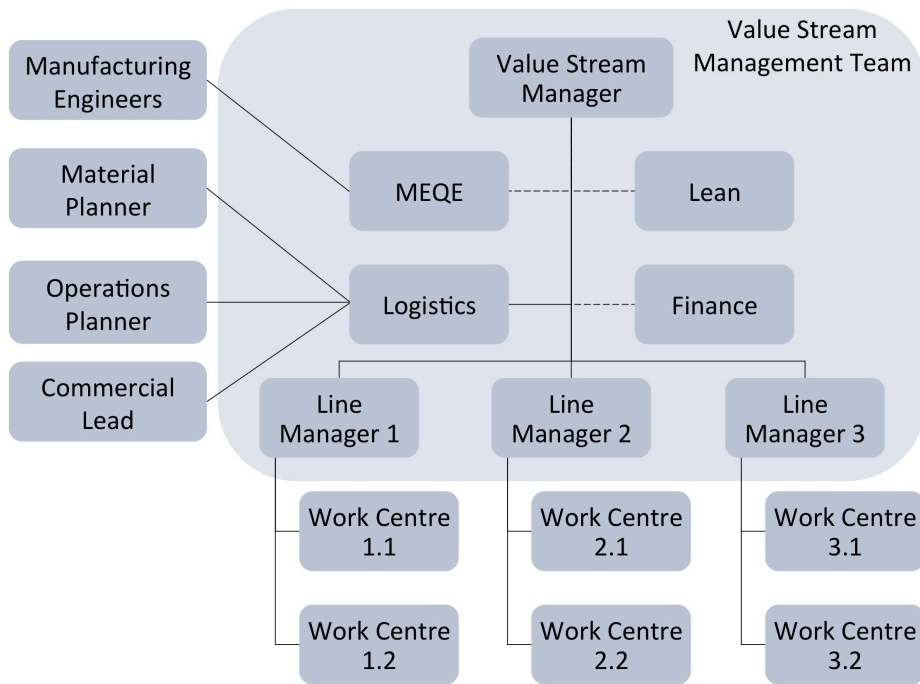 Value Stream
Management Team
Value Stream
Manager
Manufacturing
Engineers
Material
Planner
MEQE
Lean
Operations
Planner
Logistics
Finance
Commercial
Lead
Line
Manager 1
Line
Manager 2
Line
Manager 3
Work Centre
1.1
Work Centre
2.1
Work Centre
3.1
Work Centre
1.2
Work Centre
2.2
Work Centre
3.2